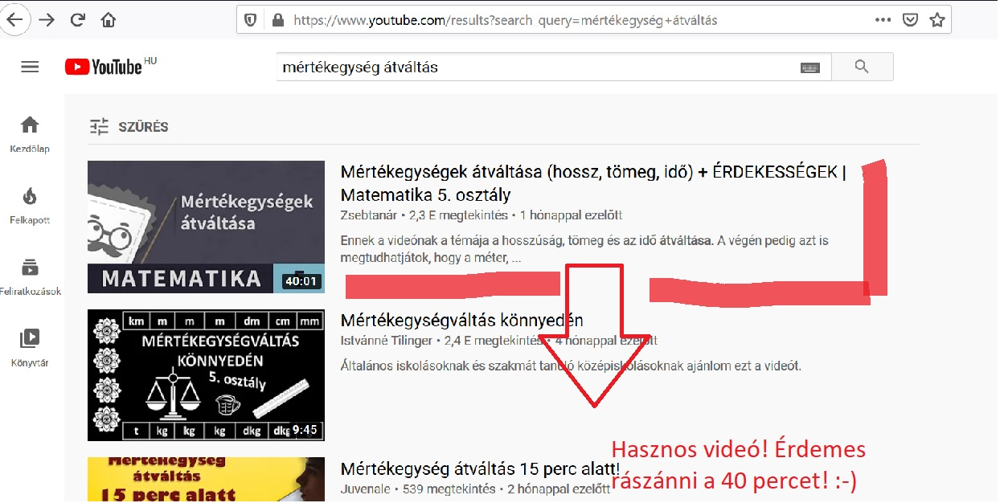 https://www.youtube.com/results?search_query=mértékegység+átváltás
YouTube HU
mértékegység átváltás
SZŰRÉS
Kezdőlap
Felkapott
Feliratkozások
Könyvtár
Mértékegységek
átváltása
MATEMATIKA
40:01
Mértékegységek átváltása (hossz, tömeg, idő) + ÉRDEKESSÉGEK |
Matematika 5. osztály
Zsebtanár • 2,3 E megtekintés • 1 hónappal ezelőtt
Ennek a videónak a témája a hosszúság, tömeg és az idő átváltása. A végén pedig azt is
megtudhatjátok, hogy a méter, ...
km m m m dm cm mm
MÉRTÉKEGYSÉGVÁLTÁS
KÖNNYEDÉN
5. osztály
t kg kg kg dkg dkg 9:45
Mértékegységváltás könnyedén
Istvánné Tilinger • 2,4 E megtekintés • 4 hónappal ezelőtt
Általános iskolásoknak és szakmát tanuló középiskolásoknak ajánlom ezt a videót.
Mértékegység
átváltás
15 perc alatt
Mértékegység átváltás 15 perc alatt!
Juvenale • 539 megtekintés • 2 hónappal ezelőtt
Hasznos videó! Érdemes
rászánni a 40 percet! :-)